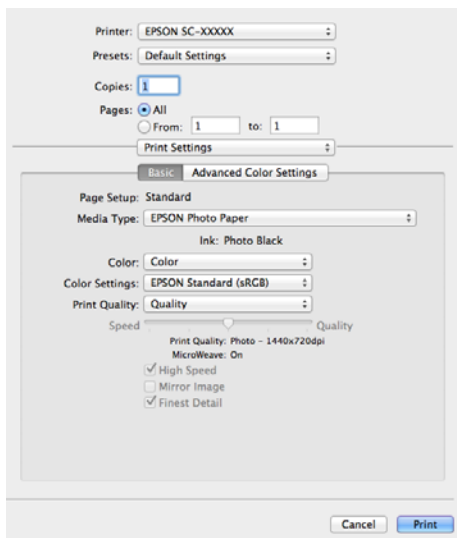 Printer: EPSON SC-XXXXX
Presets: Default Settings
Copies: 1
Pages: All
From: 1 to: 1
Print Settings
Basic Advanced Color Settings
Page Setup: Standard
Media Type: EPSON Photo Paper
Ink: Photo Black
Color: Color
Color Settings: EPSON Standard (sRGB)
Print Quality: Quality
Speed Quality
Print Quality: Photo - 1440x720dpi
MicroWeave: On
High Speed
Mirror Image
Finest Detail
Cancel Print